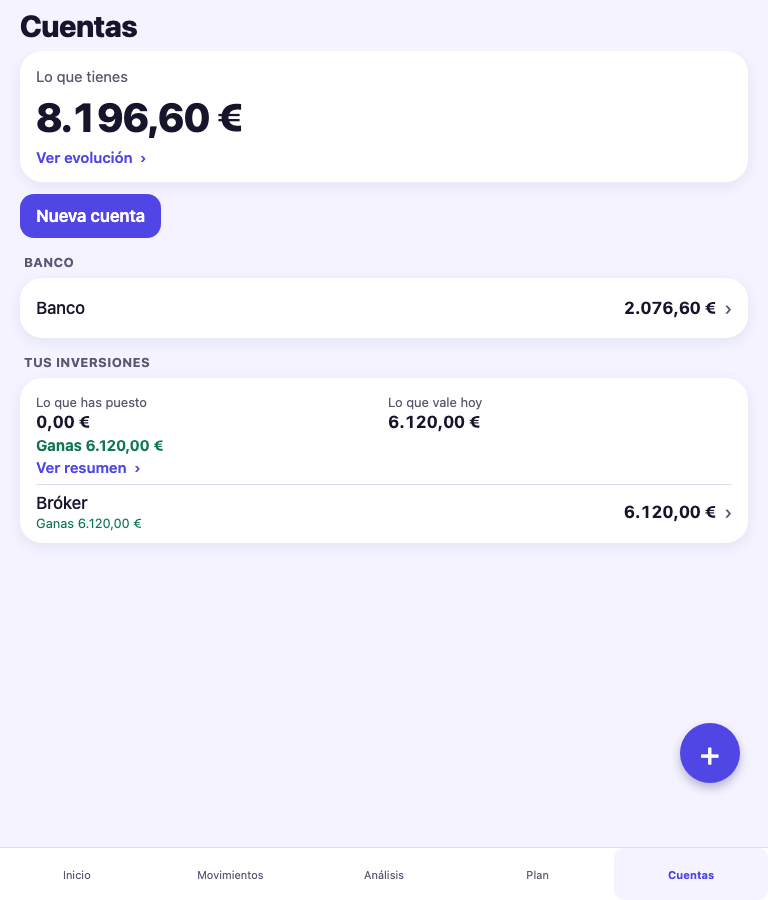 Cuentas
Lo que tienes
8.196,60 €
Ver evolución ›
Nueva cuenta
BANCO
Banco 2.076,60 € ›
TUS INVERSIONES
Lo que has puesto Lo que vale hoy
0,00 € 6.120,00 €
Ganas 6.120,00 €
Ver resumen ›
Bróker 6.120,00 € ›
Ganas 6.120,00 €
+
Inicio Movimientos Análisis Plan Cuentas